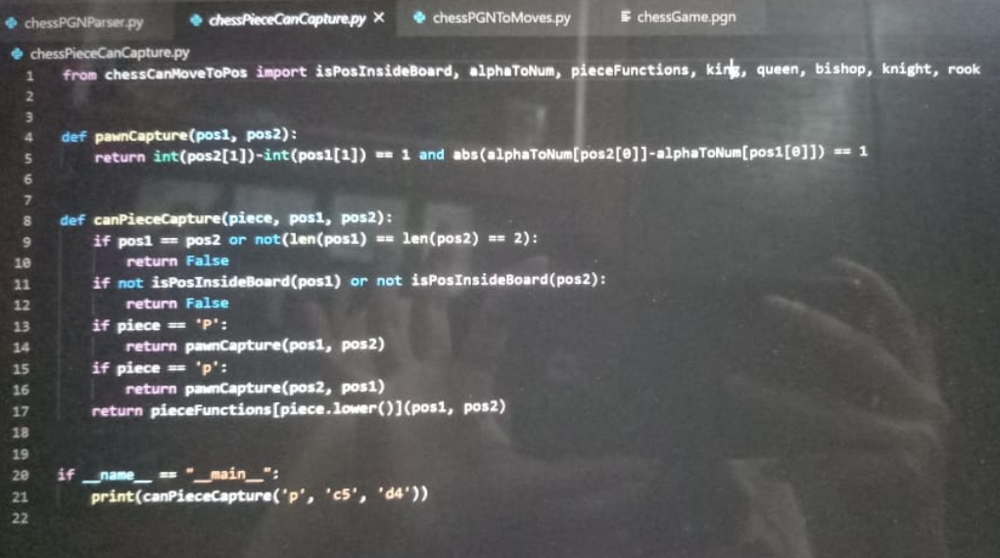 chessPGNParser.py chessPieceCanCapture.py × chessPGNToMoves.py chessGame.pgn
chessPieceCanCapture.py
1 from chessCanMoveToPos import isPosInsideBoard, alphaToNum, pieceFunctions, king, queen, bishop, knight, rook
2
3
4 def pawnCapture(pos1, pos2):
5     return int(pos2[1])-int(pos1[1]) == 1 and abs(alphaToNum[pos2[0]]-alphaToNum[pos1[0]]) == 1
6
7
8 def canPieceCapture(piece, pos1, pos2):
9     if pos1 == pos2 or not(len(pos1) == len(pos2) == 2):
10         return False
11     if not isPosInsideBoard(pos1) or not isPosInsideBoard(pos2):
12         return False
13     if piece == 'P':
14         return pawnCapture(pos1, pos2)
15     if piece == 'p':
16         return pawnCapture(pos2, pos1)
17     return pieceFunctions[piece.lower()](pos1, pos2)
18
19
20 if __name__ == "__main__":
21     print(canPieceCapture('p', 'c5', 'd4'))
22